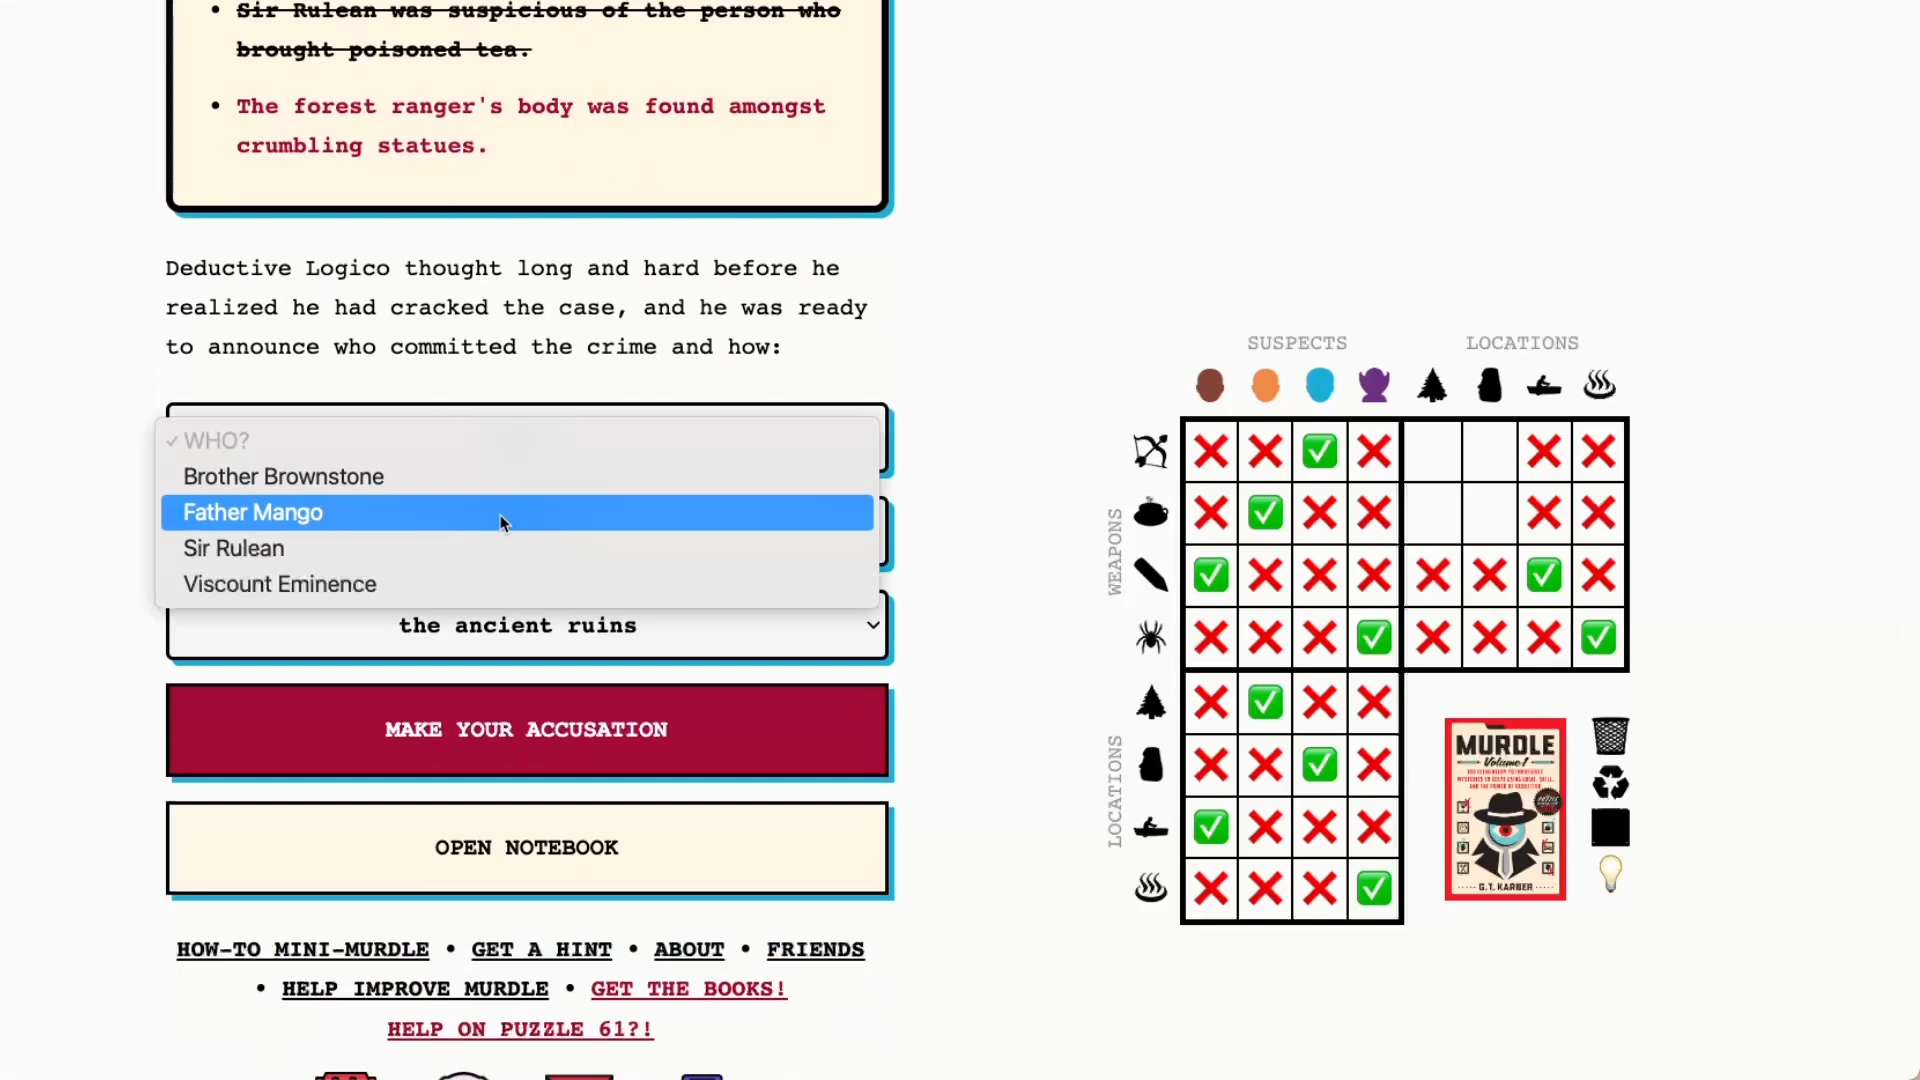 Sir Rulean was suspicious of the person who
brought poisoned tea.
The forest ranger's body was found amongst
crumbling statues.
Deductive Logico thought long and hard before he
realized he had cracked the case, and he was ready
to announce who committed the crime and how:
✓ WHO?
Brother Brownstone
Father Mango
Sir Rulean
Viscount Eminence
the ancient ruins
MAKE YOUR ACCUSATION
OPEN NOTEBOOK
HOW-TO MINI-MURDLE • GET A HINT • ABOUT • FRIENDS
• HELP IMPROVE MURDLE • GET THE BOOKS!
HELP ON PUZZLE 61?!
SUSPECTS LOCATIONS
WEAPONS
LOCATIONS
MURDLE
Volume 1
G.T. KARBER